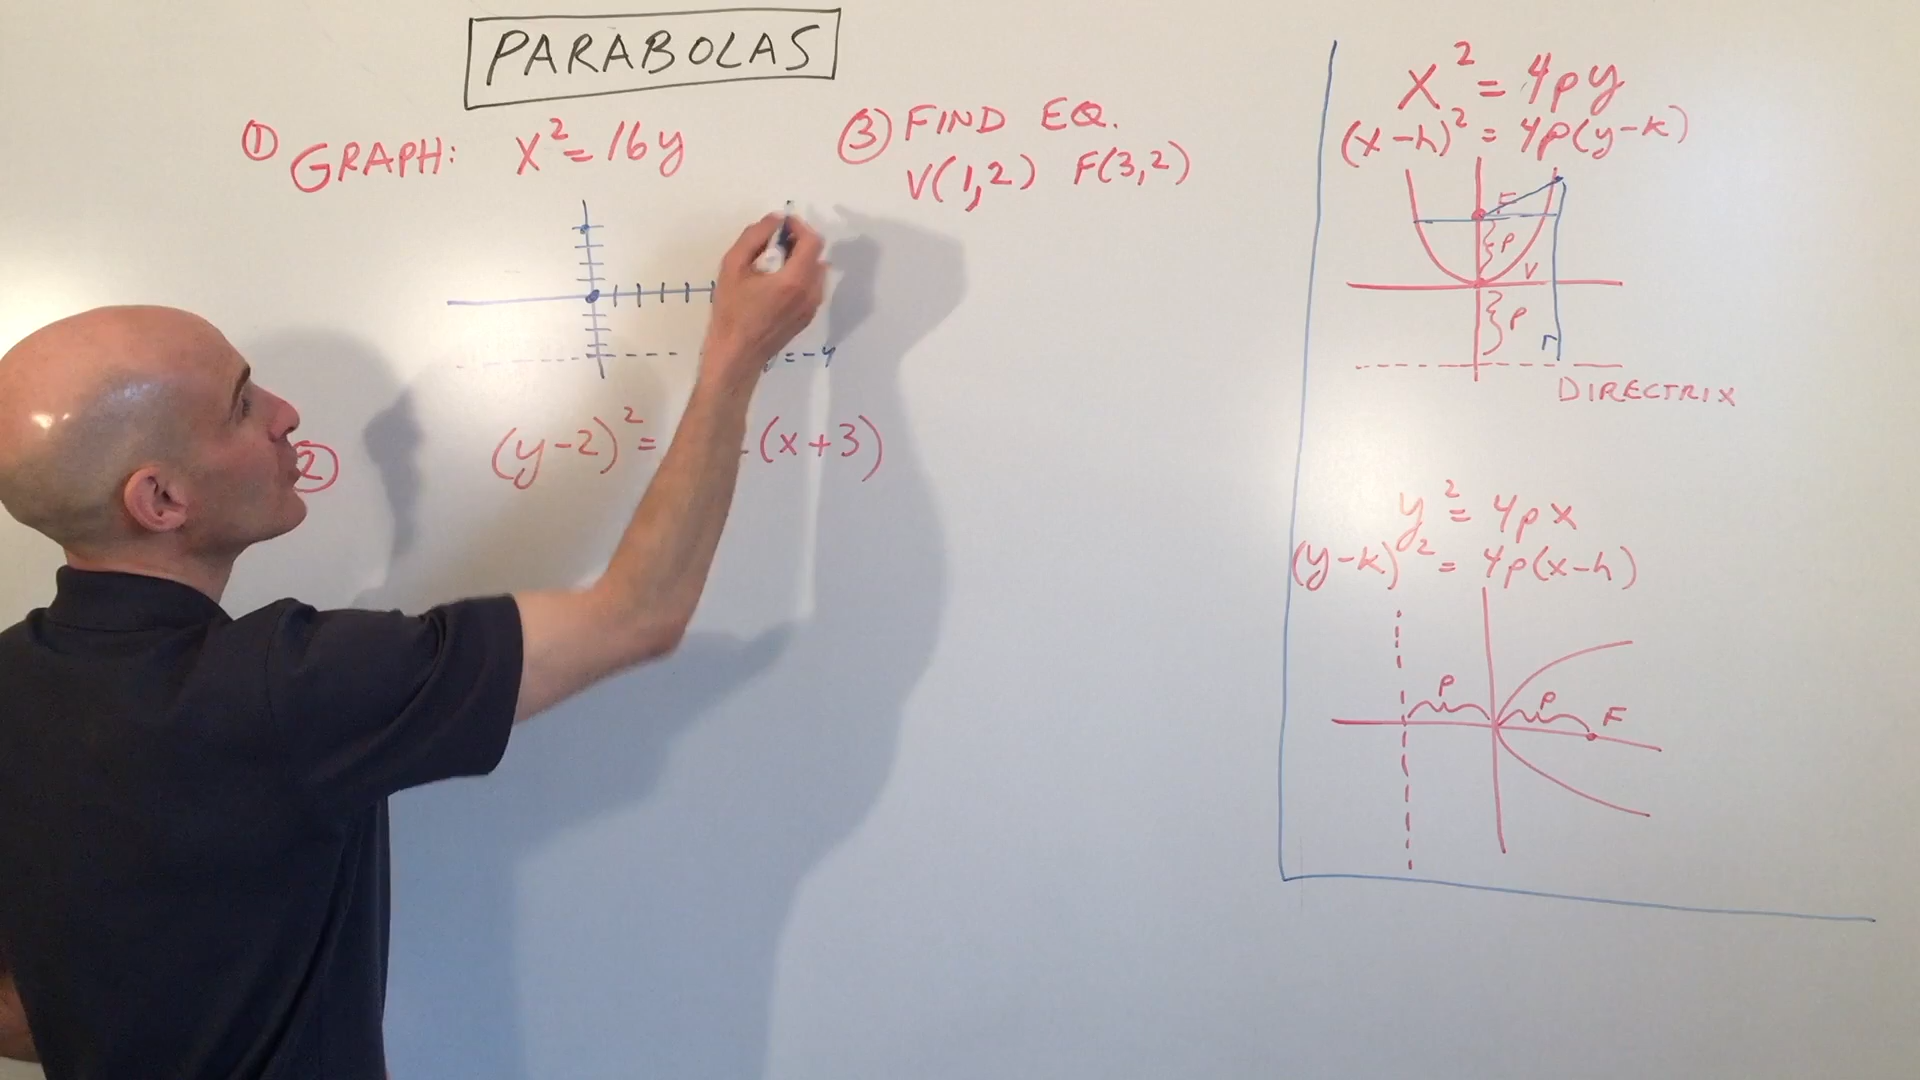 PARABOLAS
① GRAPH: x²=16y
=-4
② (y-2)²= (x+3)
③ FIND EQ.
V(1,2) F(3,2)
x²=4py
(x-h)²=4p(y-k)
F
P
V
P
DIRECTRIX
y²=4px
(y-k)²=4p(x-h)
P P F